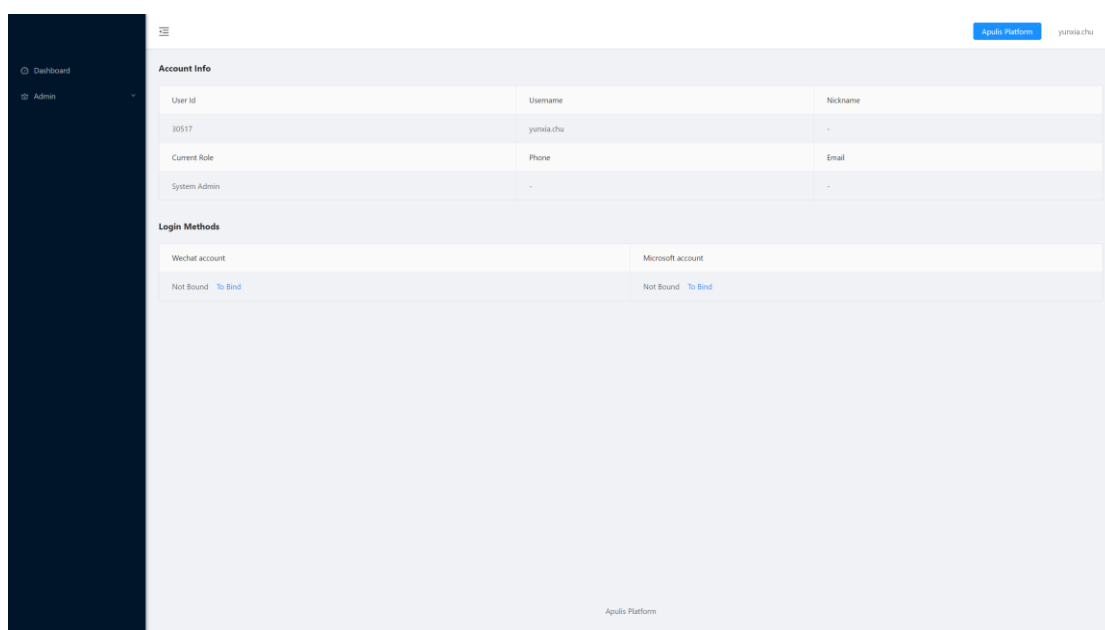 Apulis Platform yunxia.chu
Dashboard
Admin
Account Info
User Id Username Nickname
30517 yunxia.chu -
Current Role Phone Email
System Admin - -
Login Methods
Wechat account Microsoft account
Not Bound To Bind Not Bound To Bind
Apulis Platform